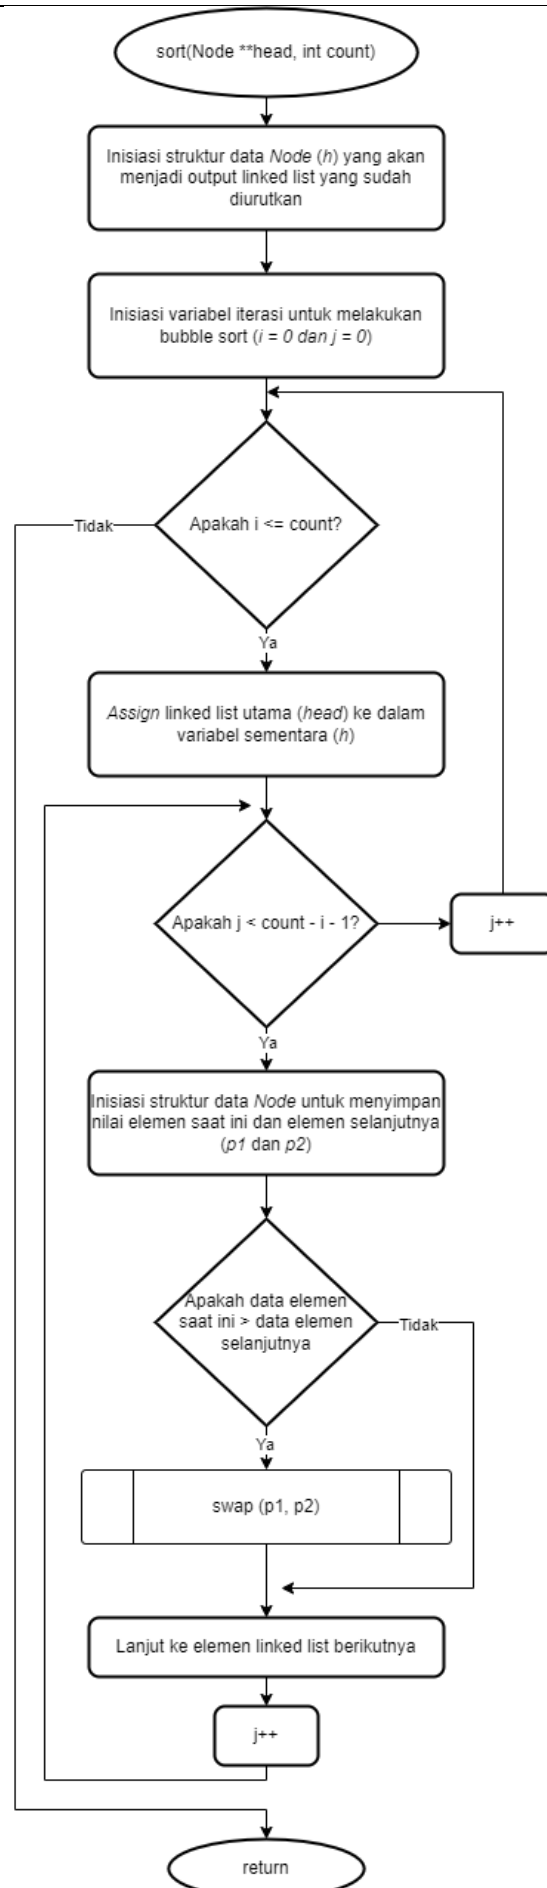 sort(Node **head, int count)
Inisiasi struktur data Node (h) yang akan
menjadi output linked list yang sudah
diurutkan
Inisiasi variabel iterasi untuk melakukan
bubble sort (i = 0 dan j = 0)
Tidak
Apakah i <= count?
Ya
Assign linked list utama (head) ke dalam
variabel sementara (h)
Apakah j < count - i - 1?
j++
Ya
Inisiasi struktur data Node untuk menyimpan
nilai elemen saat ini dan elemen selanjutnya
(p1 dan p2)
Apakah data elemen
saat ini > data elemen
selanjutnya
Tidak
Ya
swap (p1, p2)
Lanjut ke elemen linked list berikutnya
j++
return